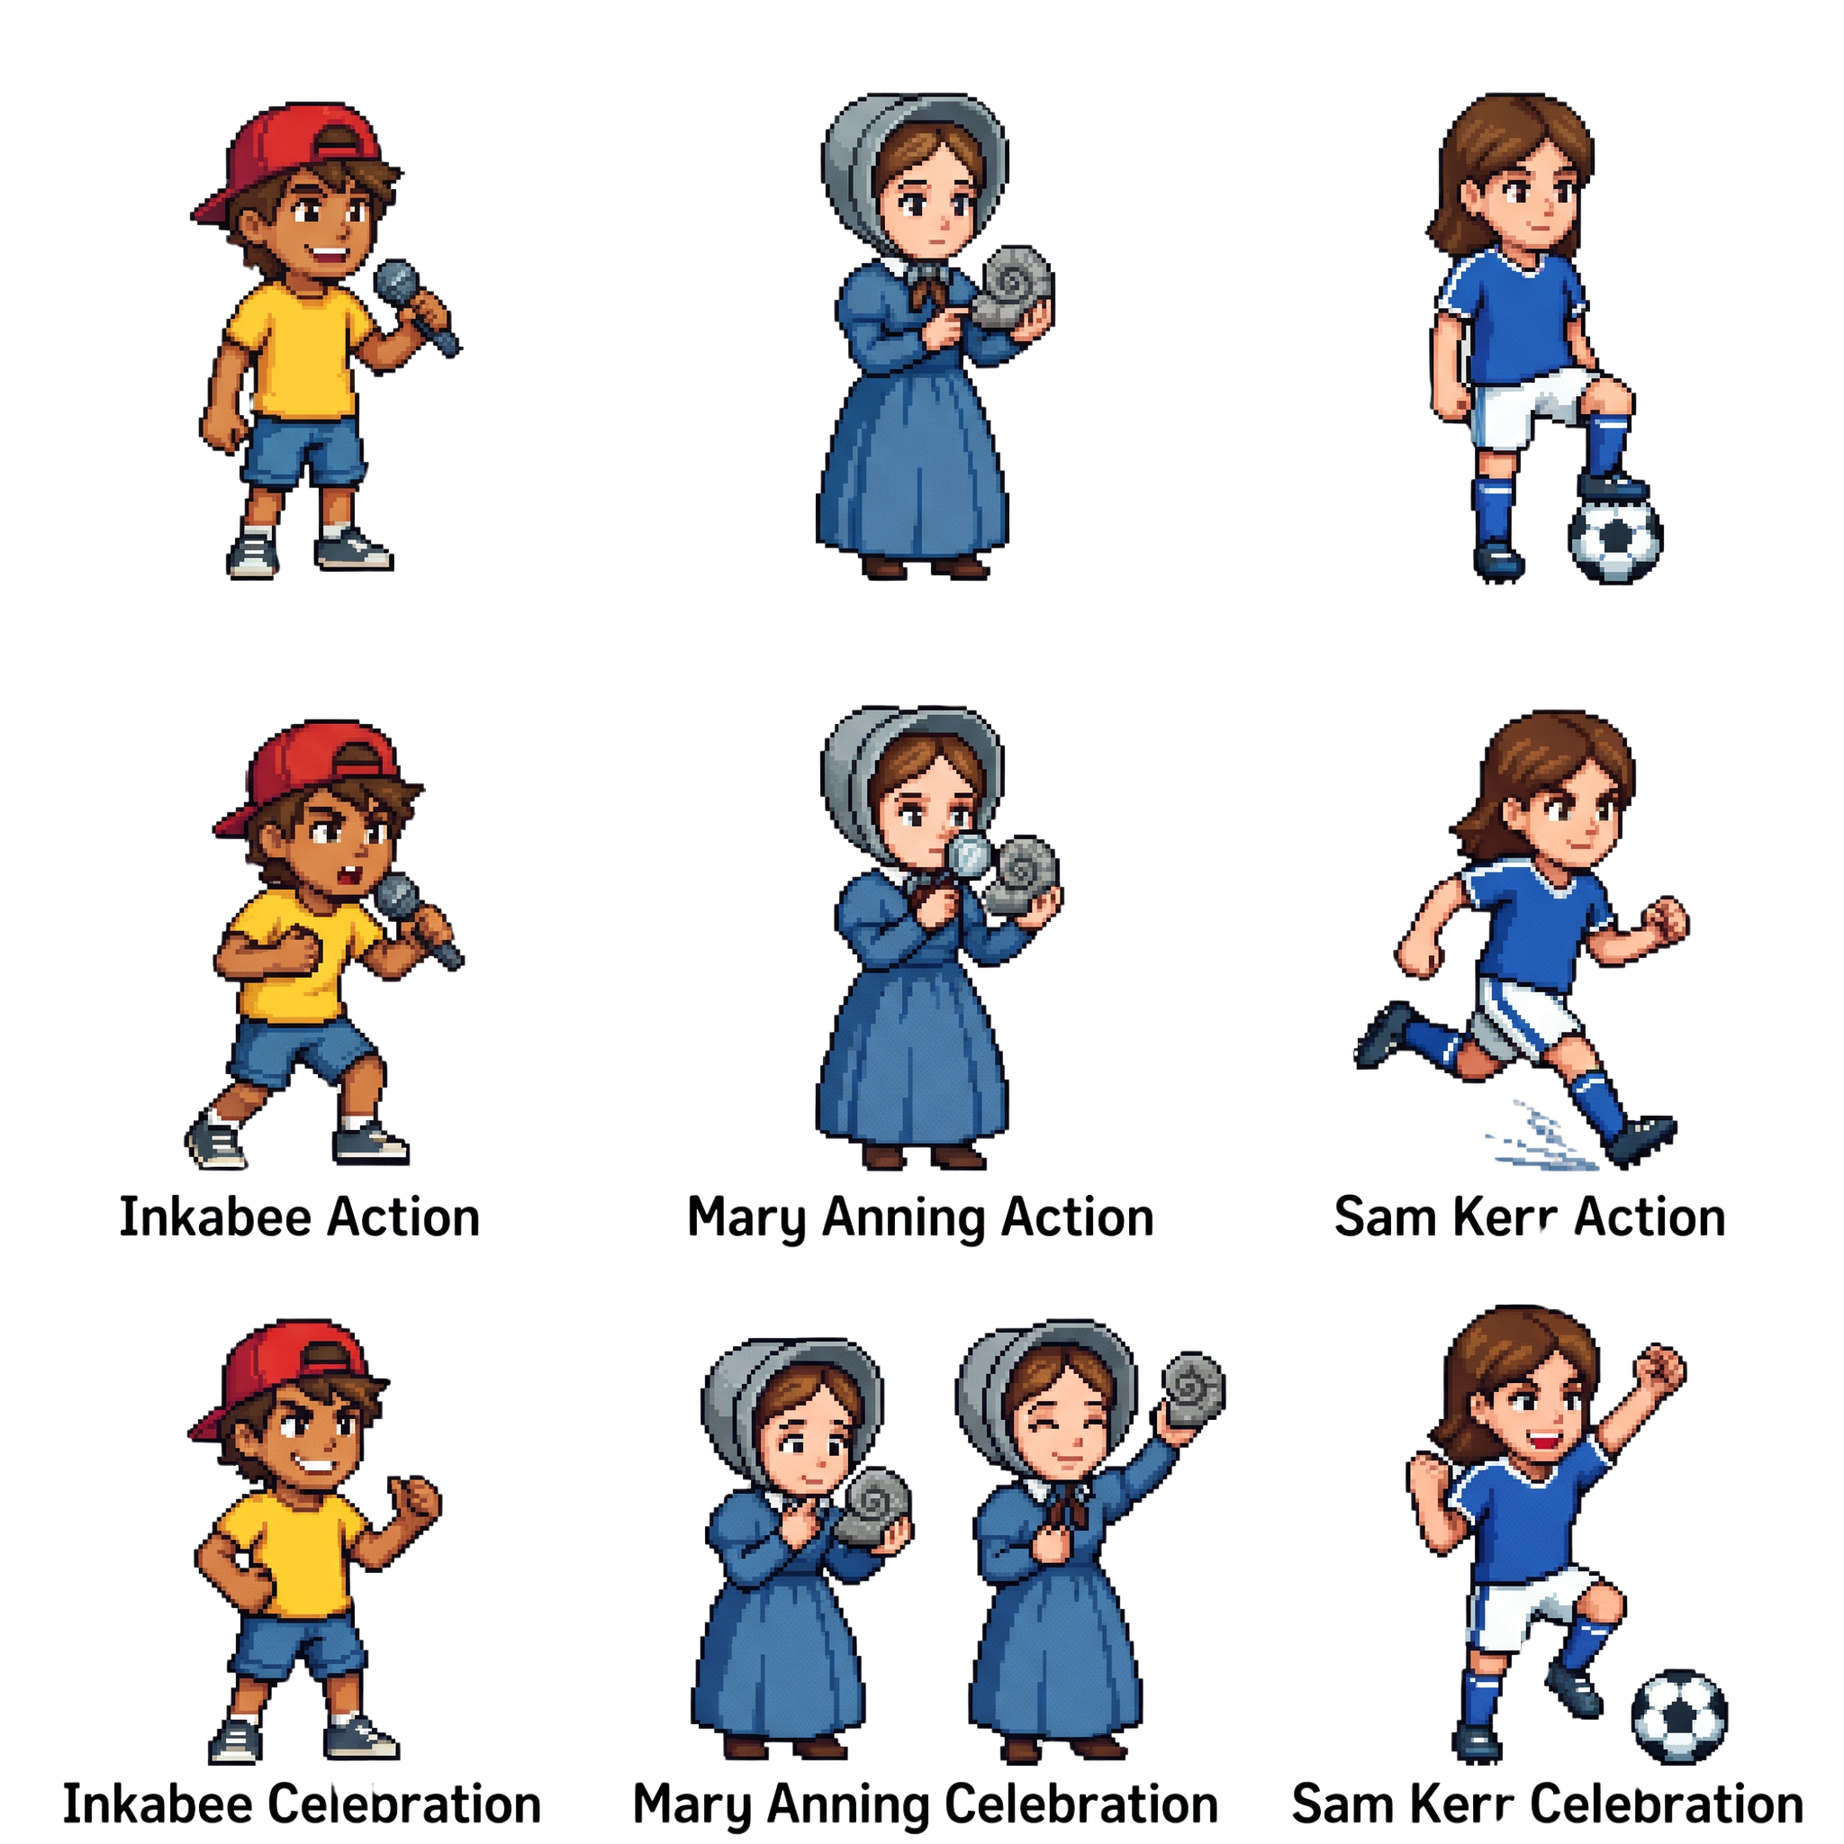 Inkabee Action
Mary Anning Action
Sam Kerr Action
Inkabee Celebration
Mary Anning Celebration
Sam Kerr Celebration